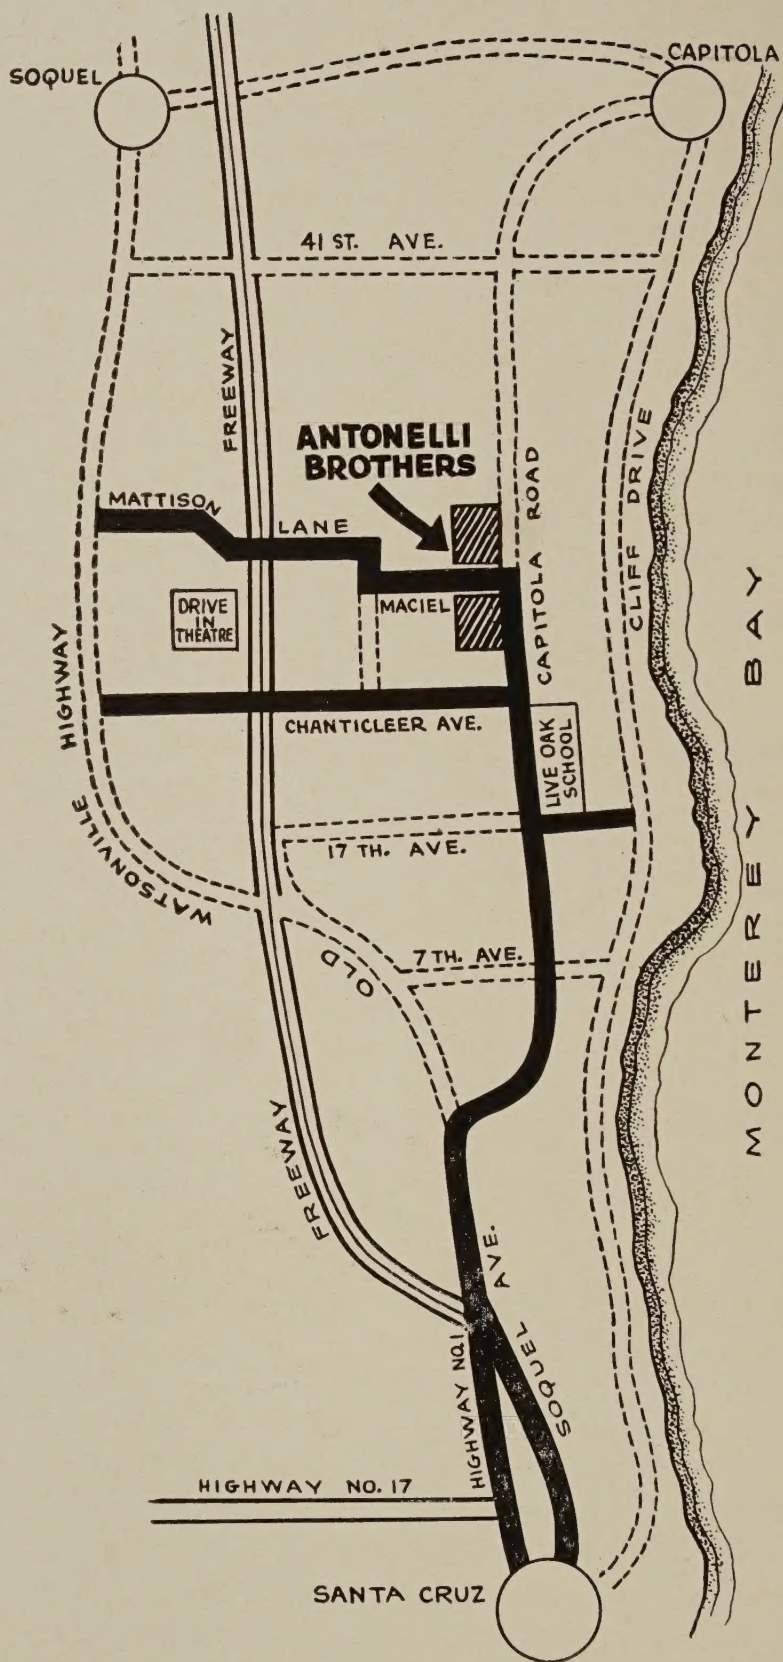 SOQUEL
CAPITOLA
41 ST. AVE.
FREEWAY
ANTONELLI
BROTHERS
CAPITOLA ROAD
CLIFF DRIVE
MATTISON
LANE
DRIVE
IN
THEATRE
MACIEL
CHANTICLEER AVE.
LIVE OAK
SCHOOL
MONTEREY BAY
OLD WATSONVILLE HIGHWAY
17 TH. AVE.
7 TH. AVE.
FREEWAY
SOQUEL AVE.
HIGHWAY NO.1
HIGHWAY NO. 17
SANTA CRUZ